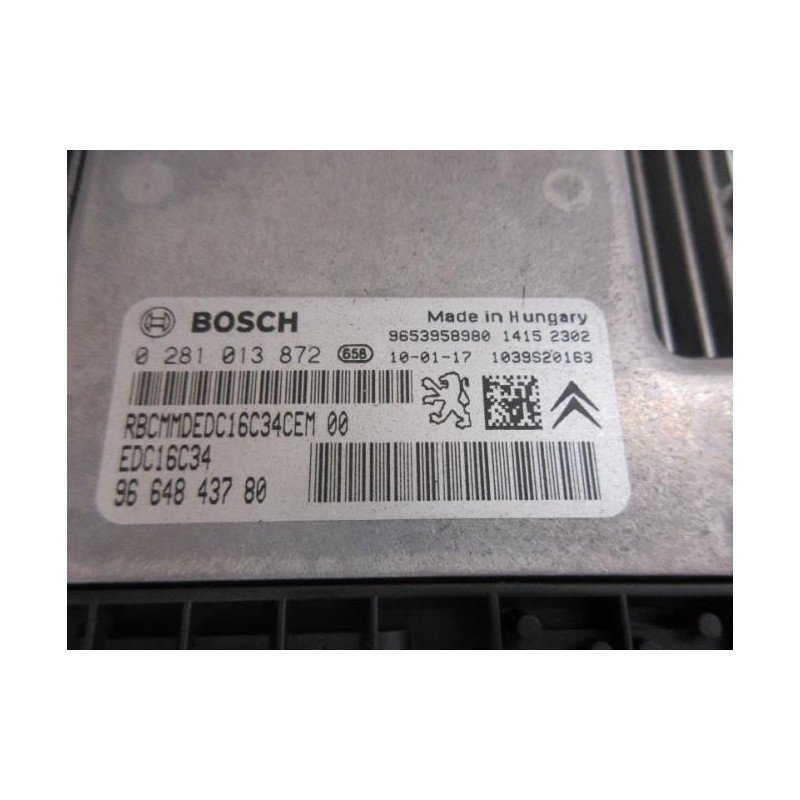 BOSCH
Made in Hungary
9653958980 1415 2302
0 281 013 872 658 10-01-17 1039S20163
RBCMMDEDC16C34CEM 00
EDC16C34
96 648 437 80